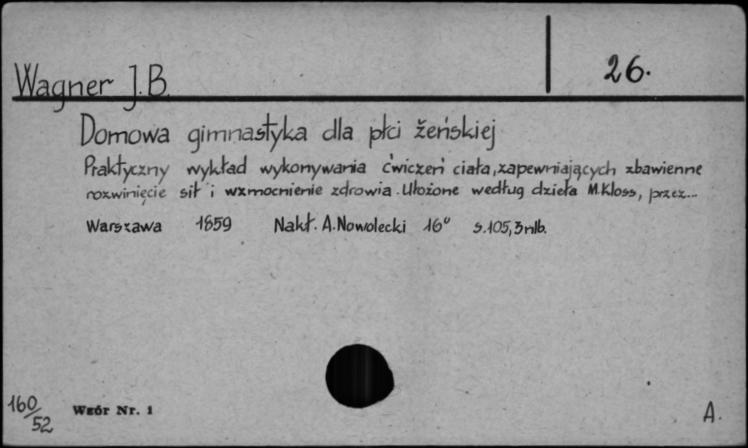 26.
Wagner J.B.
Domowa gimnastyka dla płci żeńskiej
Praktyczny wykład wykonywania ćwiczeń ciała, zapewniających zbawienne
rozwinięcie sił i wzmocnienie zdrowia. Ułożone według dzieła M. Kloss, przez...
Warszawa 1859 Nakł. A. Nowolecki 16° s. 105, 3 nlb.
160/52 Wzór Nr. 1 A.